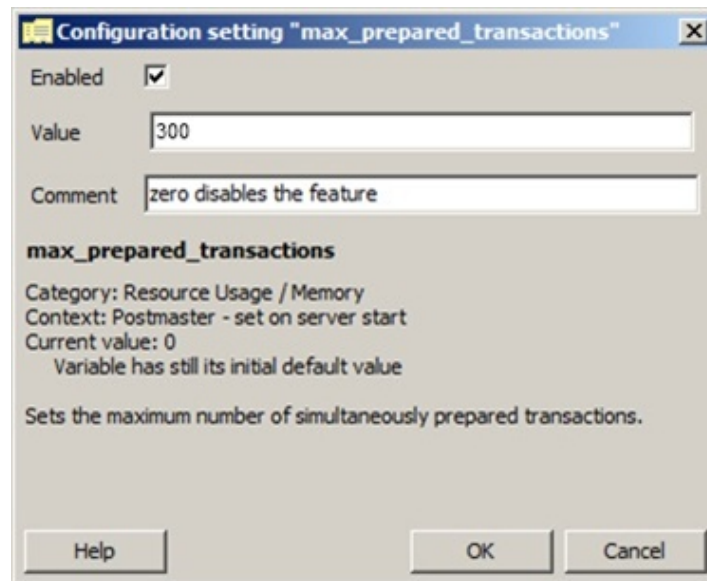 Configuration setting "max_prepared_transactions"
Enabled
Value 300
Comment zero disables the feature
max_prepared_transactions
Category: Resource Usage / Memory
Context: Postmaster - set on server start
Current value: 0
Variable has still its initial default value
Sets the maximum number of simultaneously prepared transactions.
Help OK Cancel